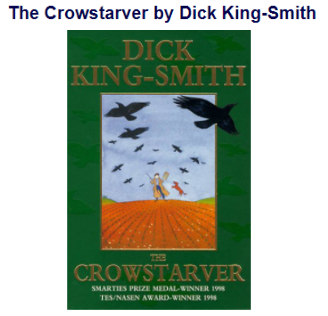 The Crowstarver by Dick King-Smith
DICK
KING-SMITH
THE
CROWSTARVER
SMARTIES PRIZE MEDAL-WINNER 1998
TES/NASEN AWARD-WINNER 1998